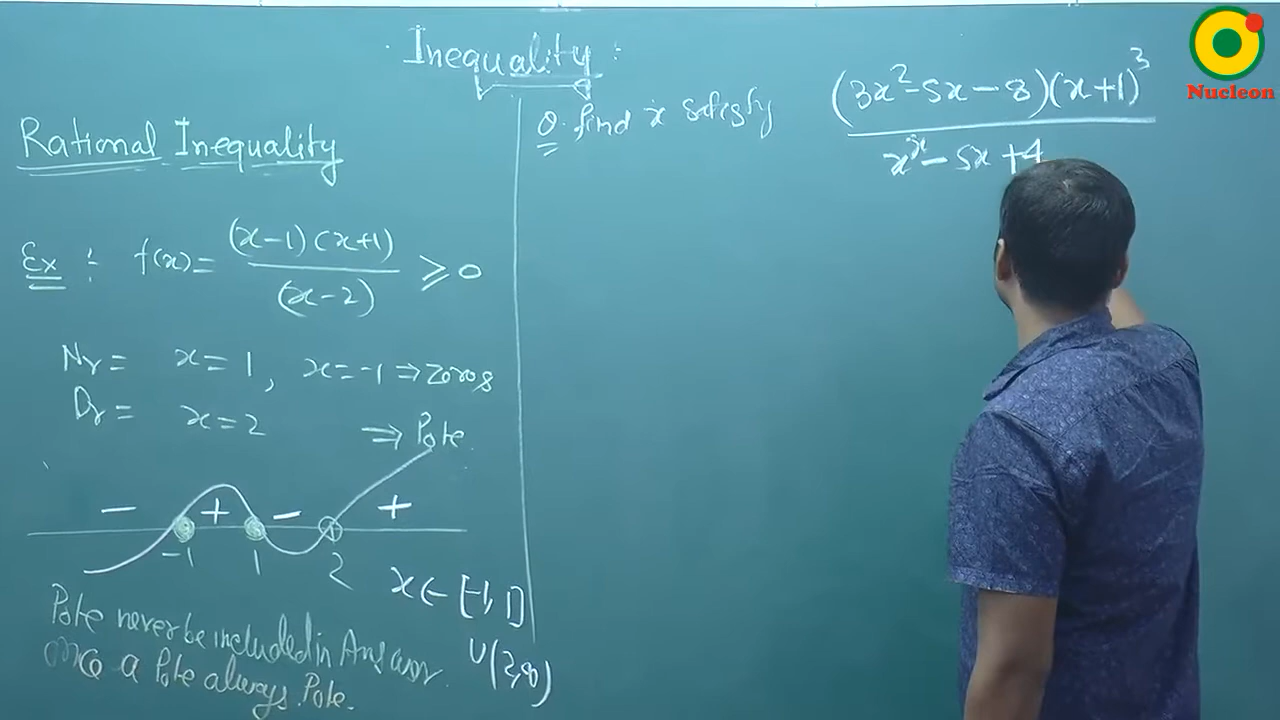 Inequality :
Nucleon
Rational Inequality
Ex : f(x) = (x-1)(x+1) / (x-2) ⩾ 0
Nr = x = 1, x = -1 ⇒ Zeros
Dr = x = 2 ⇒ Pole
- + - +
-1 1 2
x ∈ [-1, 1]
∪ (2, ∞)
Pole never be included in Answer
a Pole always Pole.
Q. find x satisfy (3x²-5x-8)(x+1)³ / x²-5x+4